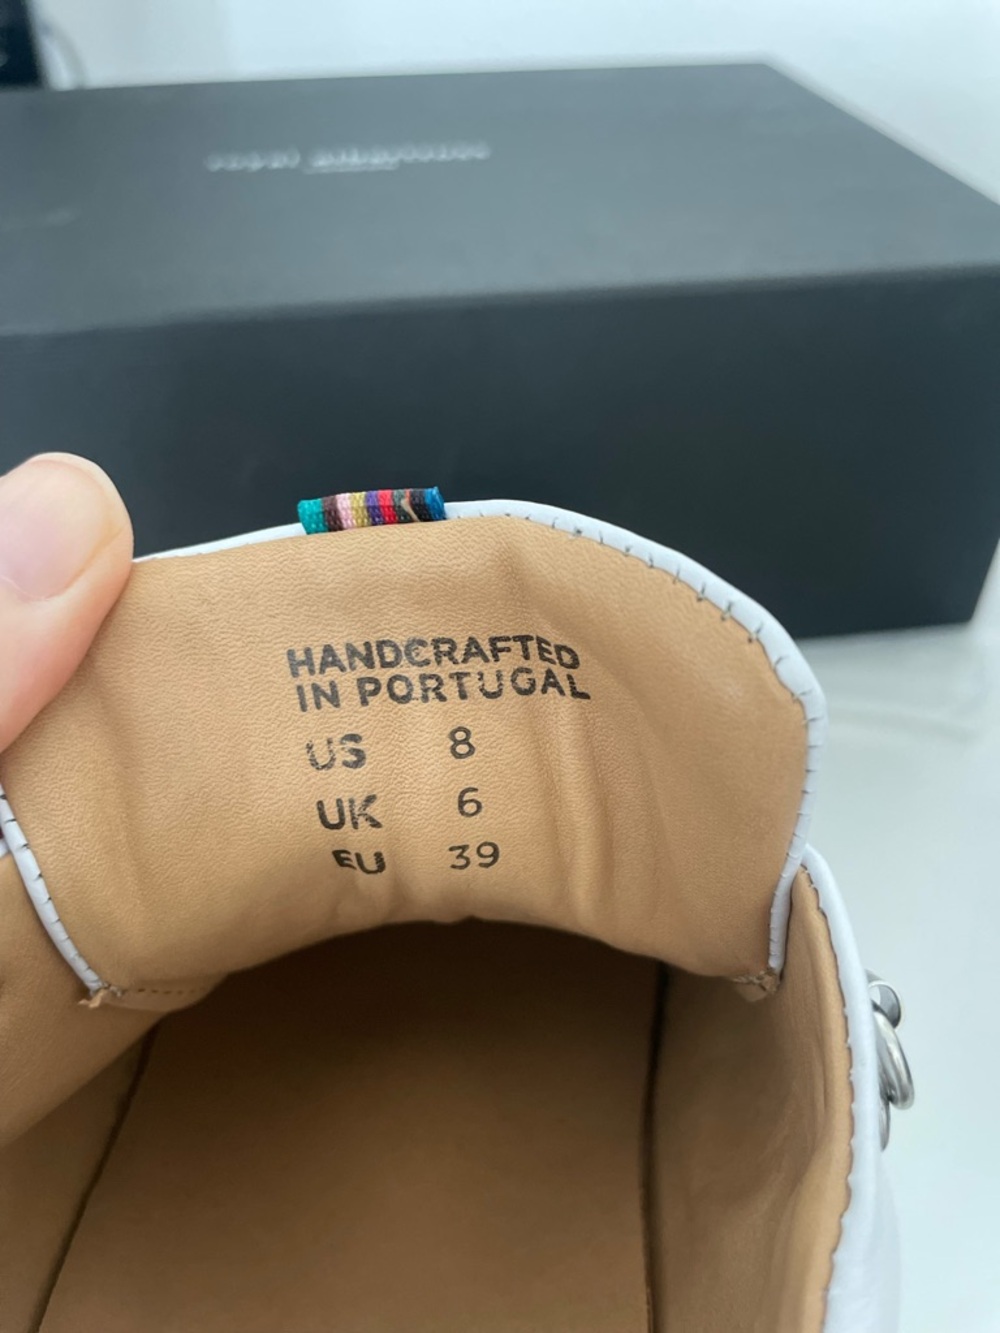 HANDCRAFTED
IN PORTUGAL
US 8
UK 6
EU 39